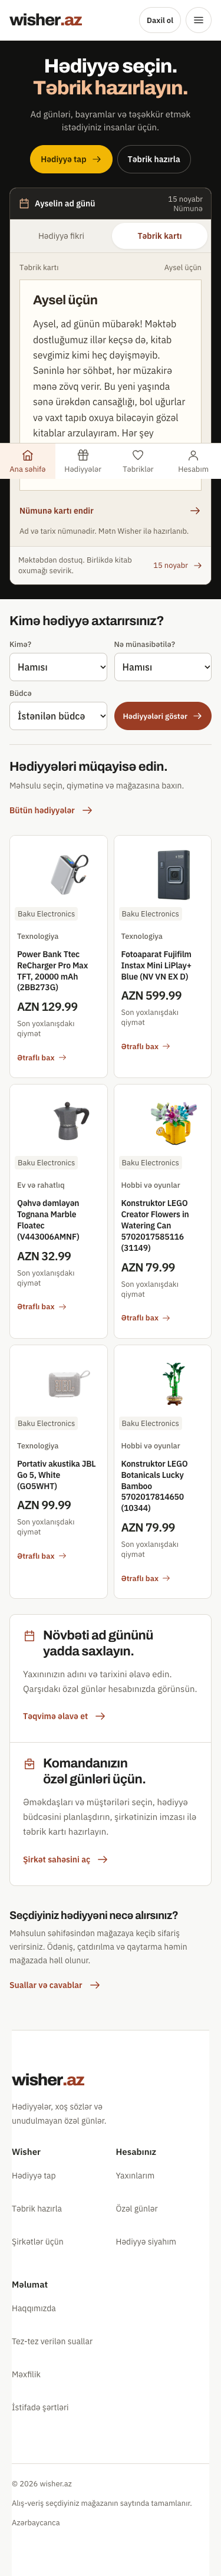 wisher.az
Daxil ol
Hədiyyə seçin.
Təbrik hazırlayın.
Ad günləri, bayramlar və təşəkkür etmək
istədiyiniz insanlar üçün.
Hədiyyə tap
Təbrik hazırla
Ayselin ad günü
15 noyabr
Nümunə
Hədiyyə fikri
Təbrik kartı
Təbrik kartı
Aysel üçün
Aysel üçün
Aysel, ad günün mübarək! Məktəb
dostluğumuz illər keçsə də, kitab
sevgimiz kimi heç dəyişməyib.
Səninlə hər söhbət, hər müzakirə
mənə zövq verir. Bu yeni yaşında
sənə ürəkdən cansağlığı, bol uğurlar
və vaxt tapıb oxuya biləcəyin gözəl
kitablar arzulayıram. Hər şey
Ana səhifə
Hədiyyələr
Təbriklər
Hesabım
Nümunə kartı endir
Ad və tarix nümunədir. Mətn Wisher ilə hazırlanıb.
Məktəbdən dostuq. Birlikdə kitab
oxumağı sevirik.
15 noyabr
Kimə hədiyyə axtarırsınız?
Kimə?
Nə münasibətilə?
Hamısı
Hamısı
Büdcə
İstənilən büdcə
Hədiyyələri göstər
Hədiyyələri müqayisə edin.
Məhsulu seçin, qiymətinə və mağazasına baxın.
Bütün hədiyyələr
Baku Electronics
Texnologiya
Power Bank Ttec
ReCharger Pro Max
TFT, 20000 mAh
(2BB273G)
AZN 129.99
Son yoxlanışdakı
qiymət
Ətraflı bax
Baku Electronics
Texnologiya
Fotoaparat Fujifilm
Instax Mini LiPlay+
Blue (NV VN EX D)
AZN 599.99
Son yoxlanışdakı
qiymət
Ətraflı bax
Baku Electronics
Ev və rahatlıq
Qəhvə dəmləyən
Tognana Marble
Floatec
(V443006AMNF)
AZN 32.99
Son yoxlanışdakı
qiymət
Ətraflı bax
Baku Electronics
Hobbi və oyunlar
Konstruktor LEGO
Creator Flowers in
Watering Can
5702017585116
(31149)
AZN 79.99
Son yoxlanışdakı
qiymət
Ətraflı bax
Baku Electronics
Texnologiya
Portativ akustika JBL
Go 5, White
(GO5WHT)
AZN 99.99
Son yoxlanışdakı
qiymət
Ətraflı bax
Baku Electronics
Hobbi və oyunlar
Konstruktor LEGO
Botanicals Lucky
Bamboo
5702017814650
(10344)
AZN 79.99
Son yoxlanışdakı
qiymət
Ətraflı bax
Növbəti ad gününü
yadda saxlayın.
Yaxınınızın adını və tarixini əlavə edin.
Qarşıdakı özəl günlər hesabınızda görünsün.
Təqvimə əlavə et
Komandanızın
özəl günləri üçün.
Əməkdaşları və müştəriləri seçin, hədiyyə
büdcəsini planlaşdırın, şirkətinizin imzası ilə
təbrik kartı hazırlayın.
Şirkət sahəsini aç
Seçdiyiniz hədiyyəni necə alırsınız?
Məhsulun səhifəsindən mağazaya keçib sifariş
verirsiniz. Ödəniş, çatdırılma və qaytarma həmin
mağazada həll olunur.
Suallar və cavablar
wisher.az
Hədiyyələr, xoş sözlər və
unudulmayan özəl günlər.
Wisher
Hədiyyə tap
Təbrik hazırla
Şirkətlər üçün
Hesabınız
Yaxınlarım
Özəl günlər
Hədiyyə siyahım
Məlumat
Haqqımızda
Tez-tez verilən suallar
Məxfilik
İstifadə şərtləri
© 2026 wisher.az
Alış-veriş seçdiyiniz mağazanın saytında tamamlanır.
Azərbaycanca